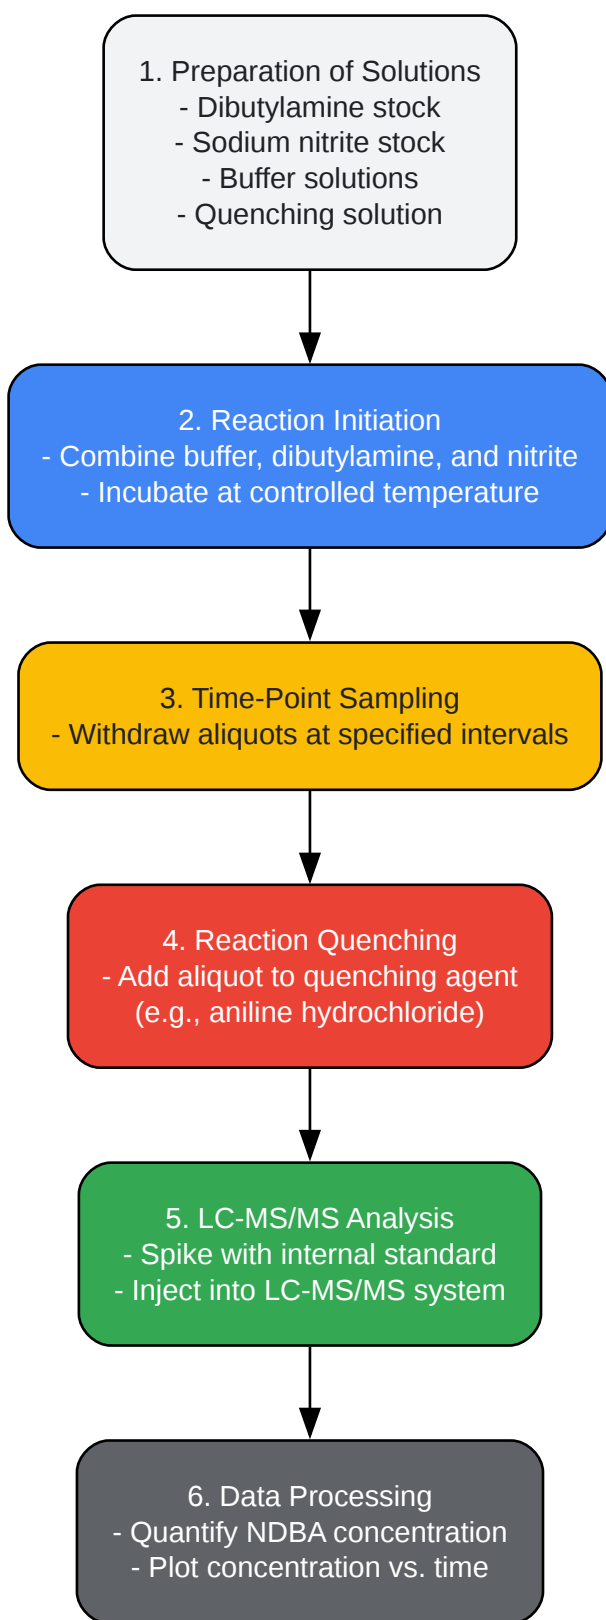 1. Preparation of Solutions
- Dibutylamine stock
- Sodium nitrite stock
- Buffer solutions
- Quenching solution
2. Reaction Initiation
- Combine buffer, dibutylamine, and nitrite
- Incubate at controlled temperature
3. Time-Point Sampling
- Withdraw aliquots at specified intervals
4. Reaction Quenching
- Add aliquot to quenching agent
(e.g., aniline hydrochloride)
5. LC-MS/MS Analysis
- Spike with internal standard
- Inject into LC-MS/MS system
6. Data Processing
- Quantify NDBA concentration
- Plot concentration vs. time